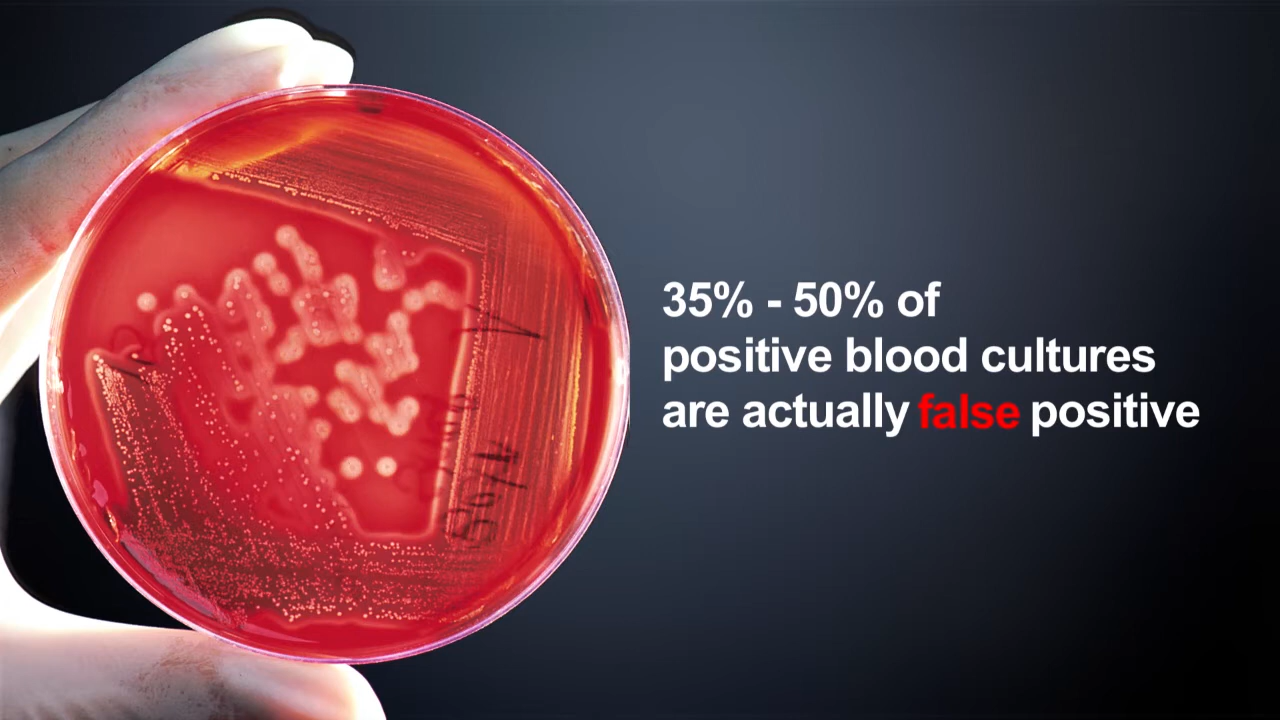 35% - 50% of
positive blood cultures
are actually false positive